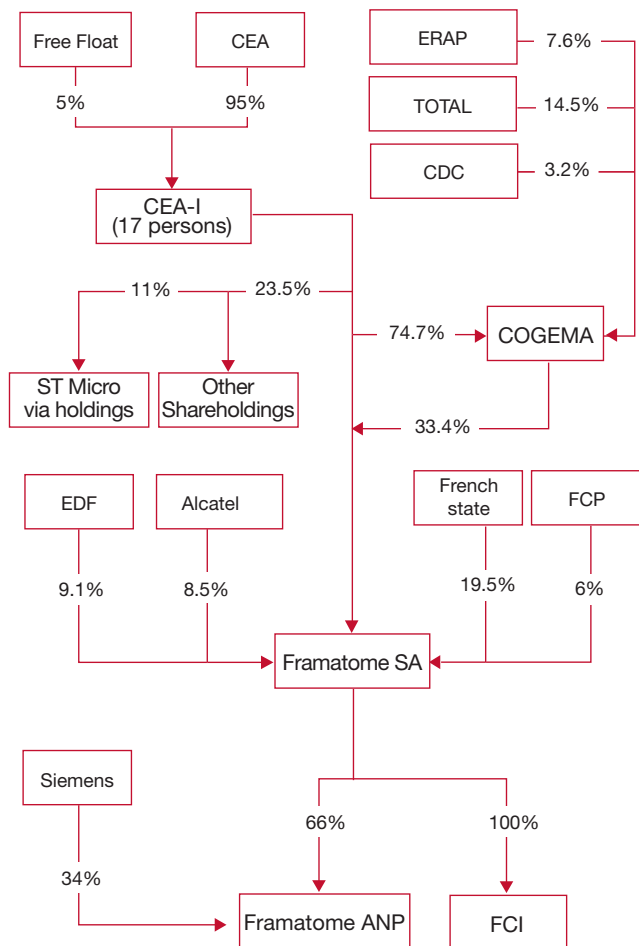 Free Float
CEA
ERAP
7.6%
5%
95%
TOTAL
14.5%
CDC
3.2%
CEA-I
(17 persons)
11%
23.5%
74.7%
COGEMA
ST Micro
via holdings
Other
Shareholdings
33.4%
EDF
Alcatel
French
state
FCP
9.1%
8.5%
19.5%
6%
Framatome SA
Siemens
66%
100%
34%
Framatome ANP
FCI